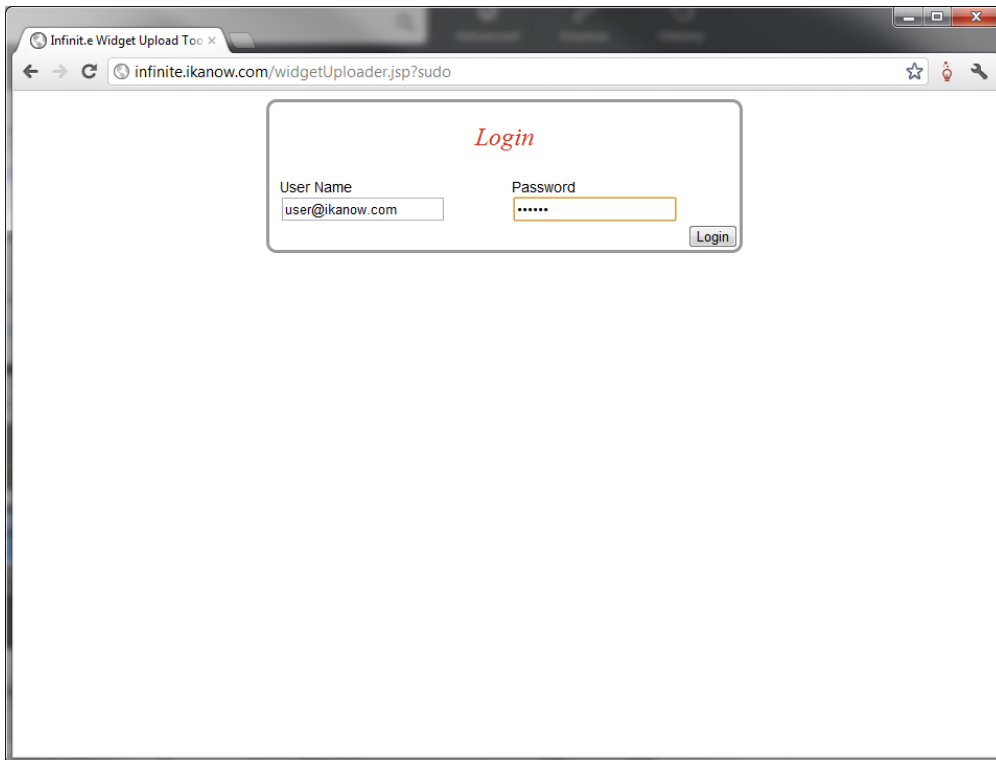 Infinit.e Widget Upload Too
infinite.ikanow.com/widgetUploader.jsp?sudo
Login
User Name Password
user@ikanow.com ••••••
Login